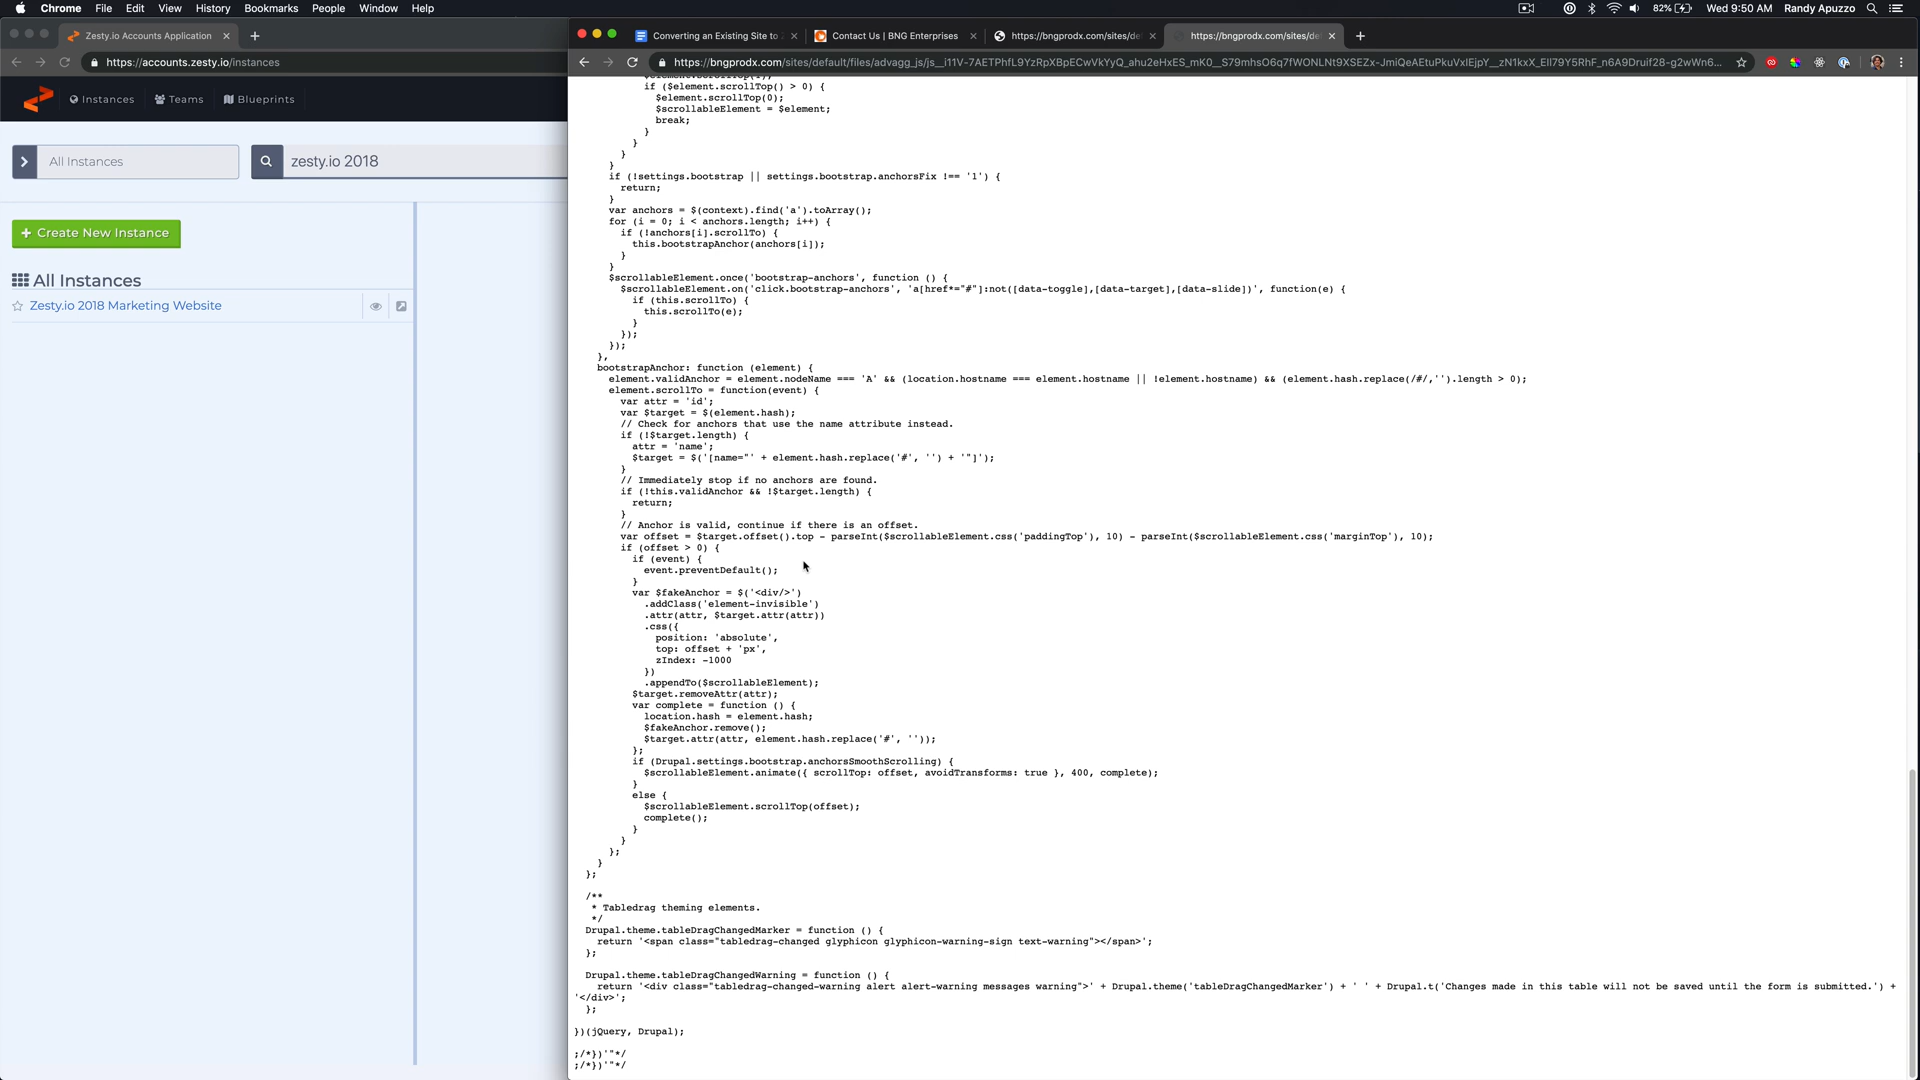 Chrome File Edit View History Bookmarks People Window Help
82% Wed 9:50 AM Randy Apuzzo
Zesty.io Accounts Application
https://accounts.zesty.io/instances
Instances Teams Blueprints
All Instances
zesty.io 2018
+ Create New Instance
All Instances
Zesty.io 2018 Marketing Website
Converting an Existing Site to
Contact Us | BNG Enterprises
https://bngprodx.com/sites/de
https://bngprodx.com/sites/de
if ($element.scrollTop() > 0) {
$element.scrollTop(0);
$scrollableElement = $element;
break;
}
}
}
}
if (!settings.bootstrap || settings.bootstrap.anchorsFix !== '1') {
return;
}
var anchors = $(context).find('a').toArray();
for (i = 0; i < anchors.length; i++) {
if (!anchors[i].scrollTo) {
this.bootstrapAnchor(anchors[i]);
}
}
$scrollableElement.once('bootstrap-anchors', function () {
$scrollableElement.on('click.bootstrap-anchors', 'a[href*="#"]:not([data-toggle],[data-target],[data-slide])', function(e) {
if (this.scrollTo) {
this.scrollTo(e);
}
});
});
},
bootstrapAnchor: function (element) {
element.validAnchor = element.nodeName === 'A' && (location.hostname === element.hostname || !element.hostname) && (element.hash.replace(/#/,'').length > 0);
element.scrollTo = function(event) {
var attr = 'id';
var $target = $(element.hash);
// Check for anchors that use the name attribute instead.
if (!$target.length) {
attr = 'name';
$target = $('[name="' + element.hash.replace('#', '') + '"]');
}
// Immediately stop if no anchors are found.
if (!this.validAnchor && !$target.length) {
return;
}
// Anchor is valid, continue if there is an offset.
var offset = $target.offset().top - parseInt($scrollableElement.css('paddingTop'), 10) - parseInt($scrollableElement.css('marginTop'), 10);
if (offset > 0) {
if (event) {
event.preventDefault();
}
var $fakeAnchor = $('<div/>')
.addClass('element-invisible')
.attr(attr, $target.attr(attr))
.css({
position: 'absolute',
top: offset + 'px',
zIndex: -1000
})
.appendTo($scrollableElement);
$target.removeAttr(attr);
var complete = function () {
location.hash = element.hash;
$fakeAnchor.remove();
$target.attr(attr, element.hash.replace('#', ''));
};
if (Drupal.settings.bootstrap.anchorsSmoothScrolling) {
$scrollableElement.animate({ scrollTop: offset, avoidTransforms: true }, 400, complete);
}
else {
$scrollableElement.scrollTop(offset);
complete();
}
}
};
}
};
/**
* Tabledrag theming elements.
*/
Drupal.theme.tableDragChangedMarker = function () {
return '<span class="tabledrag-changed glyphicon glyphicon-warning-sign text-warning"></span>';
};
Drupal.theme.tableDragChangedWarning = function () {
return '<div class="tabledrag-changed-warning alert alert-warning messages warning">' + Drupal.theme('tableDragChangedMarker') + ' ' + Drupal.t('Changes made in this table will not be saved until the form is submitted.') +
'</div>';
};
})(jQuery, Drupal);
;/*})'"*/
;/*})'"*/